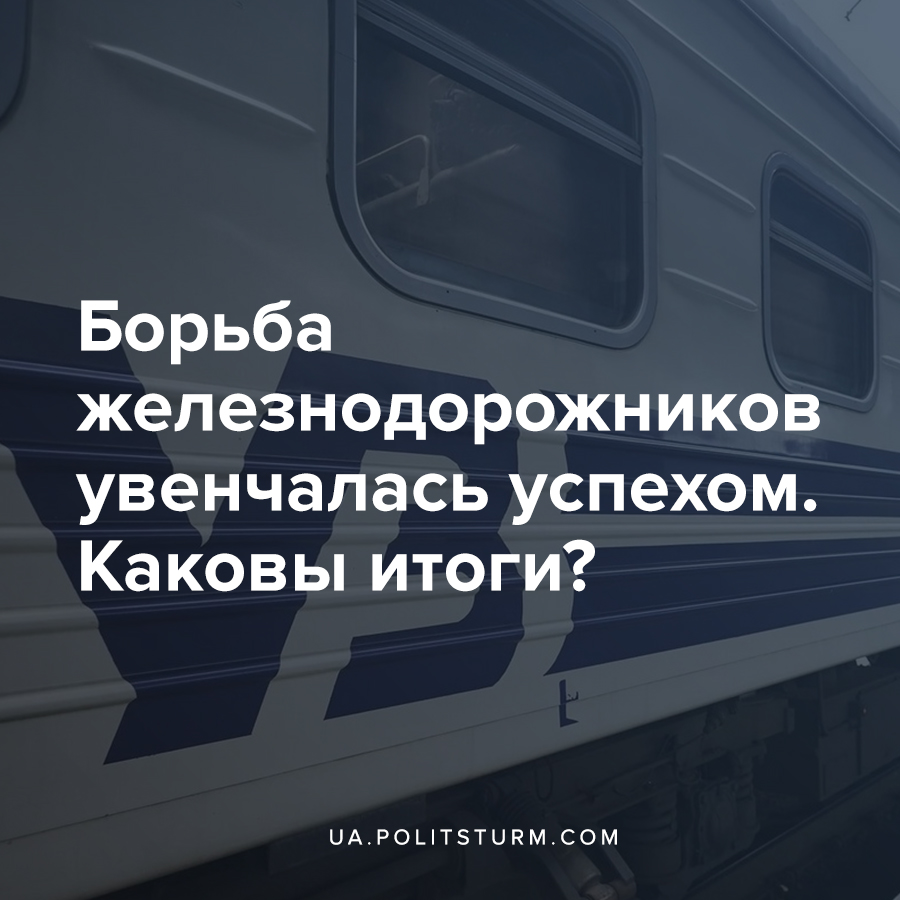 Борьба
железнодорожников
увенчалась успехом.
Каковы итоги?
UA.POLITSTURM.COM